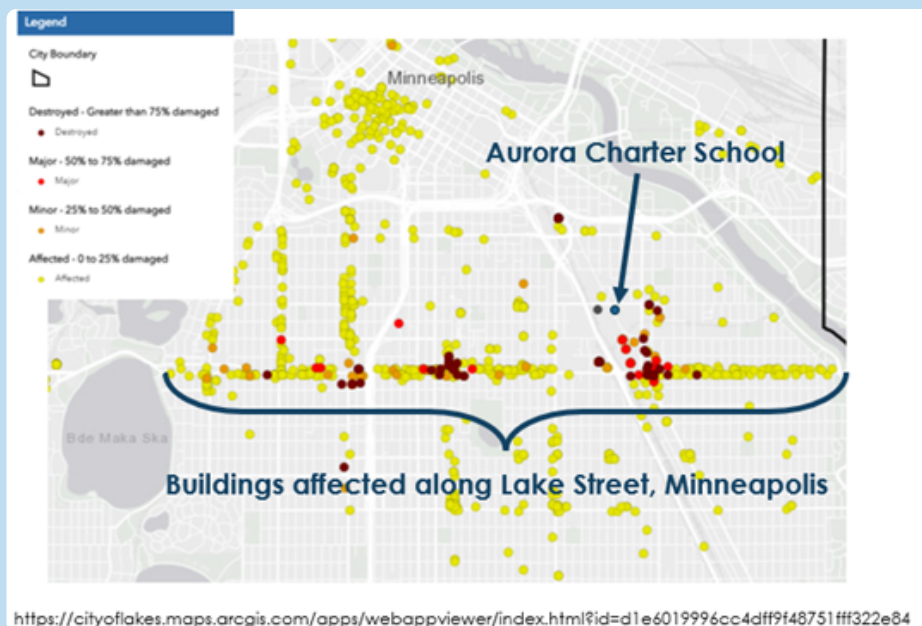 Legend
City Boundary
Destroyed - Greater than 75% damaged
Destroyed
Major - 50% to 75% damaged
Major
Minor - 25% to 50% damaged
Minor
Affected - 0 to 25% damaged
Affected
Minneapolis
Aurora Charter School
Bde Maka Ska
Buildings affected along Lake Street, Minneapolis
https://cityoflakes.maps.arcgis.com/apps/webappviewer/index.html?id=d1e6019996cc4dff9f48751fff322e84